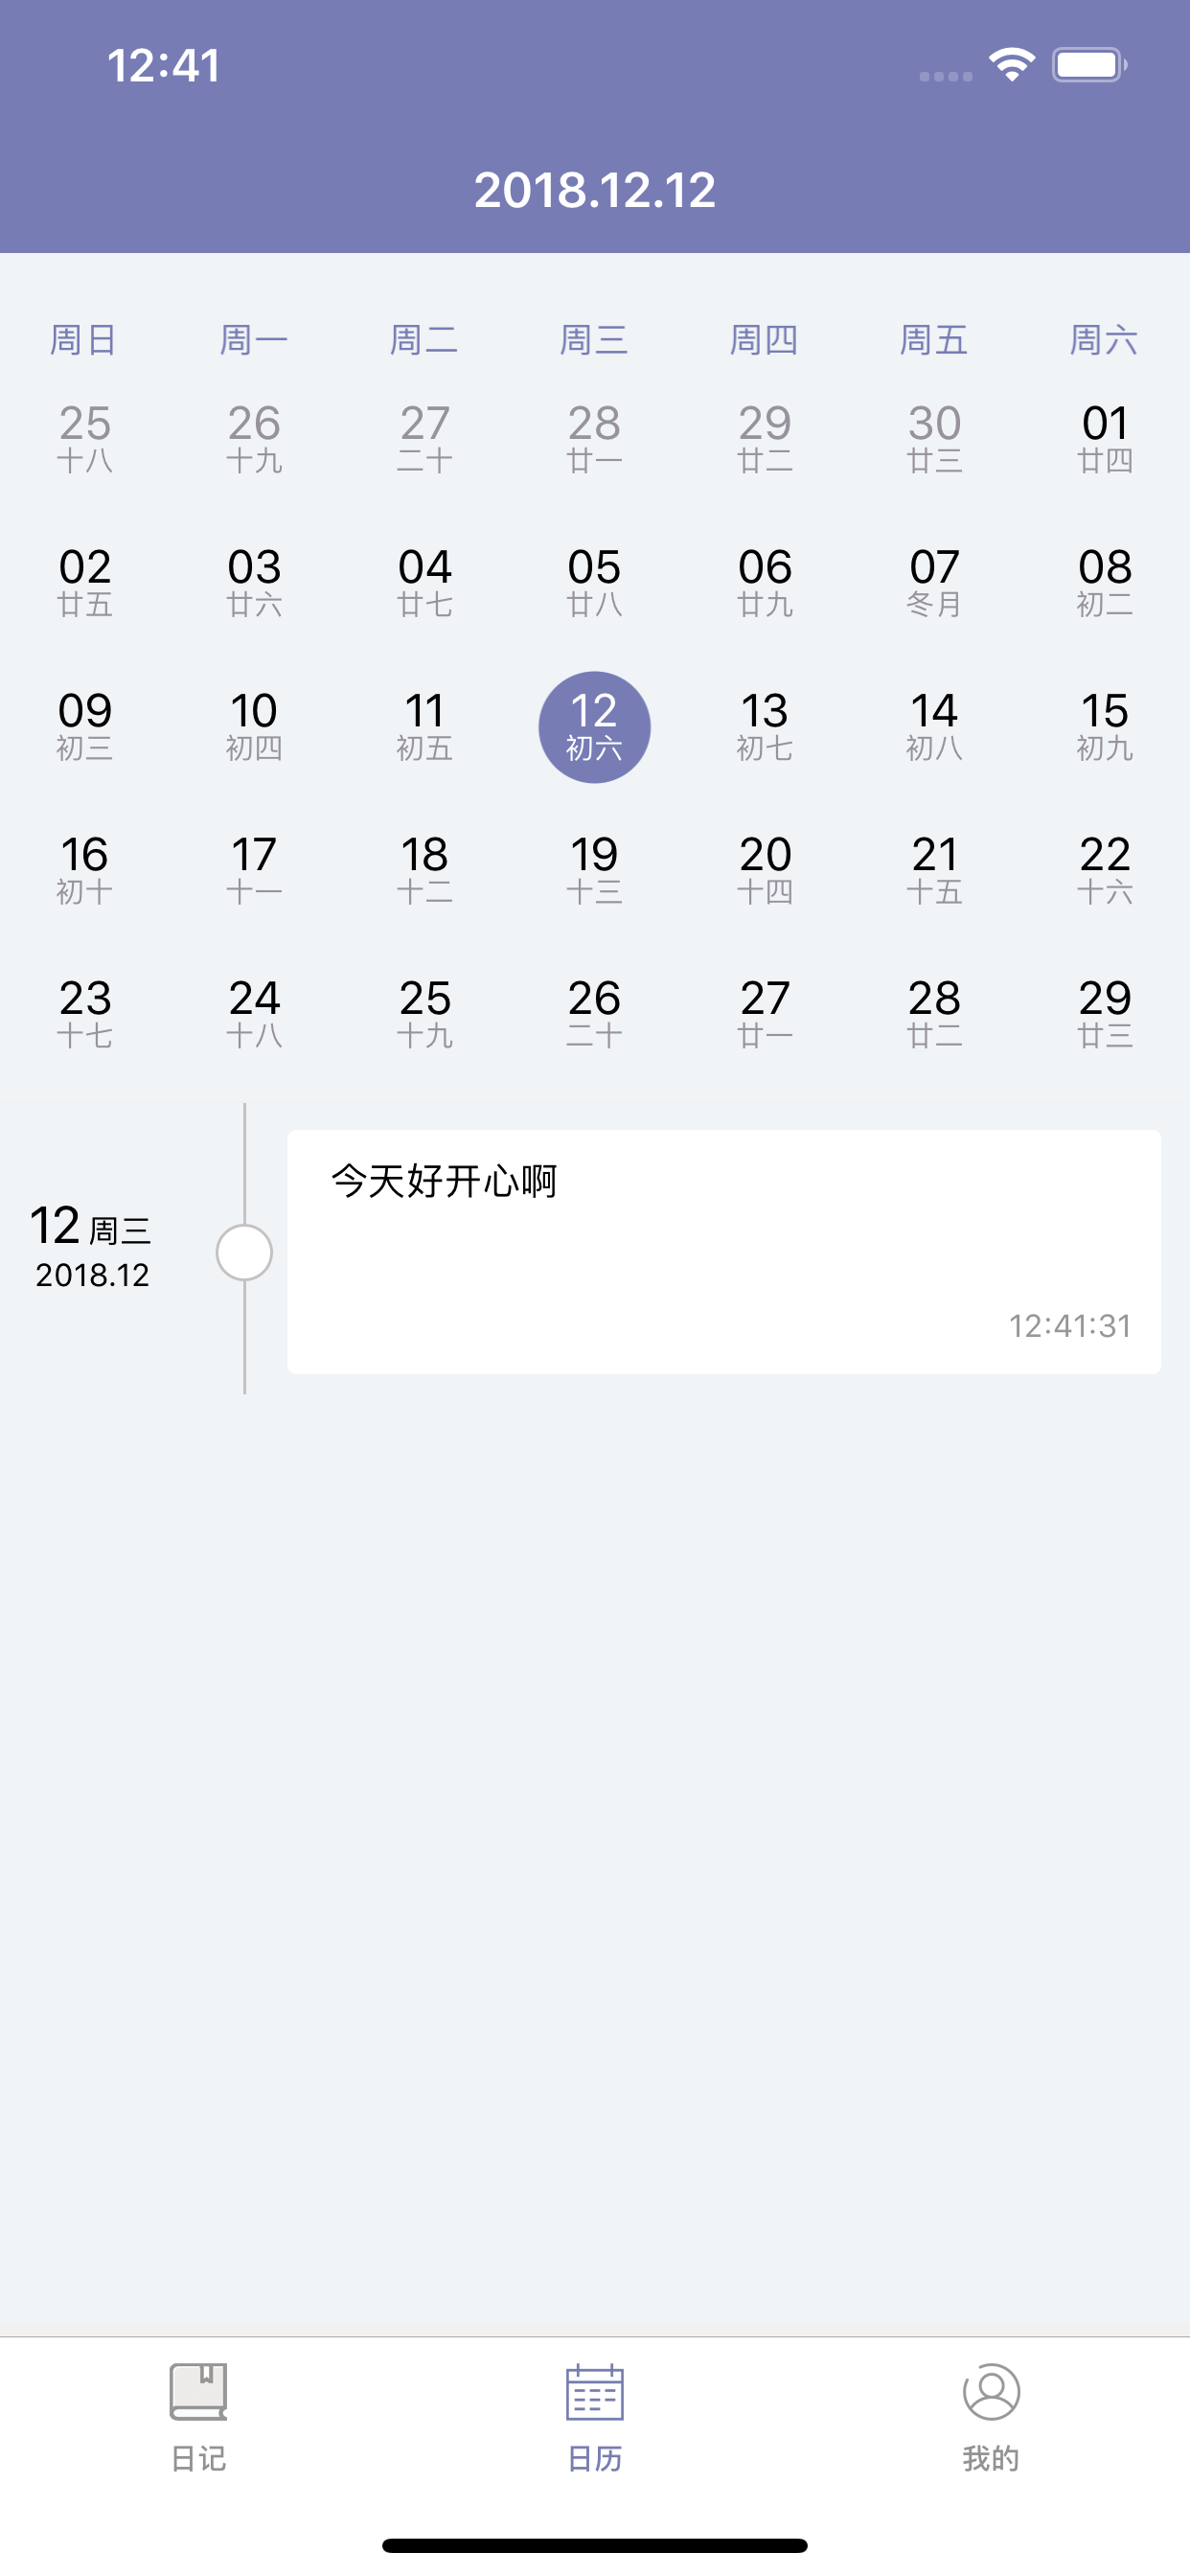 12:41
2018.12.12
周日 周一 周二 周三 周四 周五 周六
25 26 27 28 29 30 01
十八 十九 二十 廿一 廿二 廿三 廿四
02 03 04 05 06 07 08
廿五 廿六 廿七 廿八 廿九 冬月 初二
09 10 11 12 13 14 15
初三 初四 初五 初六 初七 初八 初九
16 17 18 19 20 21 22
初十 十一 十二 十三 十四 十五 十六
23 24 25 26 27 28 29
十七 十八 十九 二十 廿一 廿二 廿三
今天好开心啊
12 周三
2018.12
12:41:31
日记 日历 我的